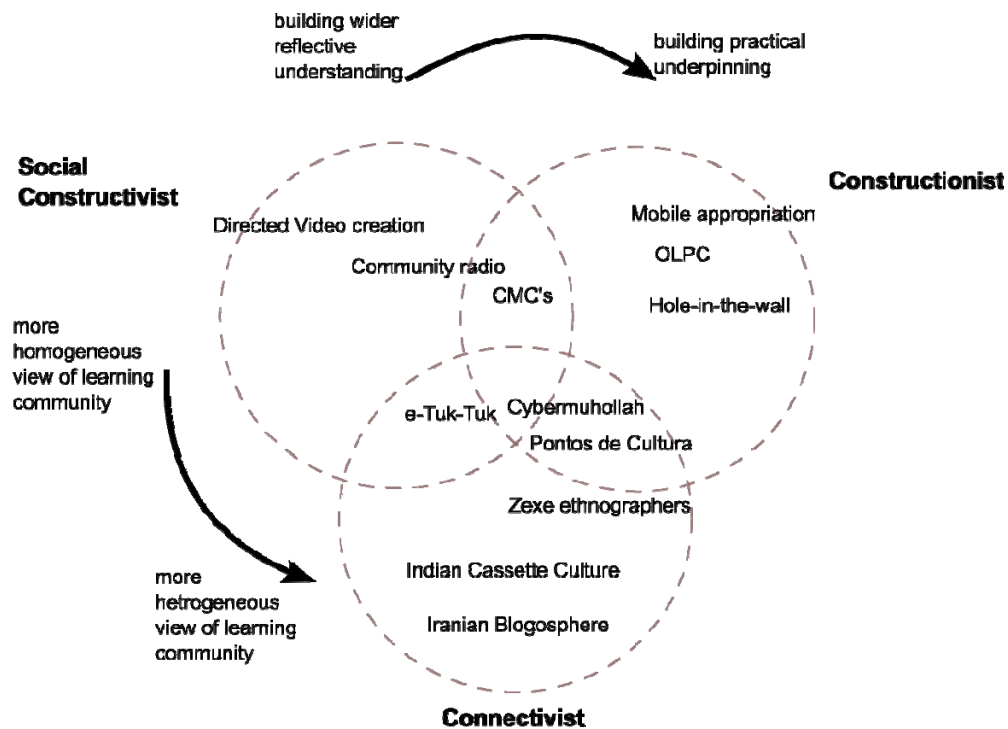 building wider
reflective
understanding
building practical
underpinning
Social
Constructivist
Constructionist
Directed Video creation
Mobile appropriation
Community radio
OLPC
CMC's
Hole-in-the-wall
more
homogeneous
view of learning
community
e-Tuk-Tuk
Cybermuhollah
Pontos de Cultura
Zexe ethnographers
Indian Cassette Culture
Iranian Blogosphere
more
hetrogeneous
view of learning
community
Connectivist